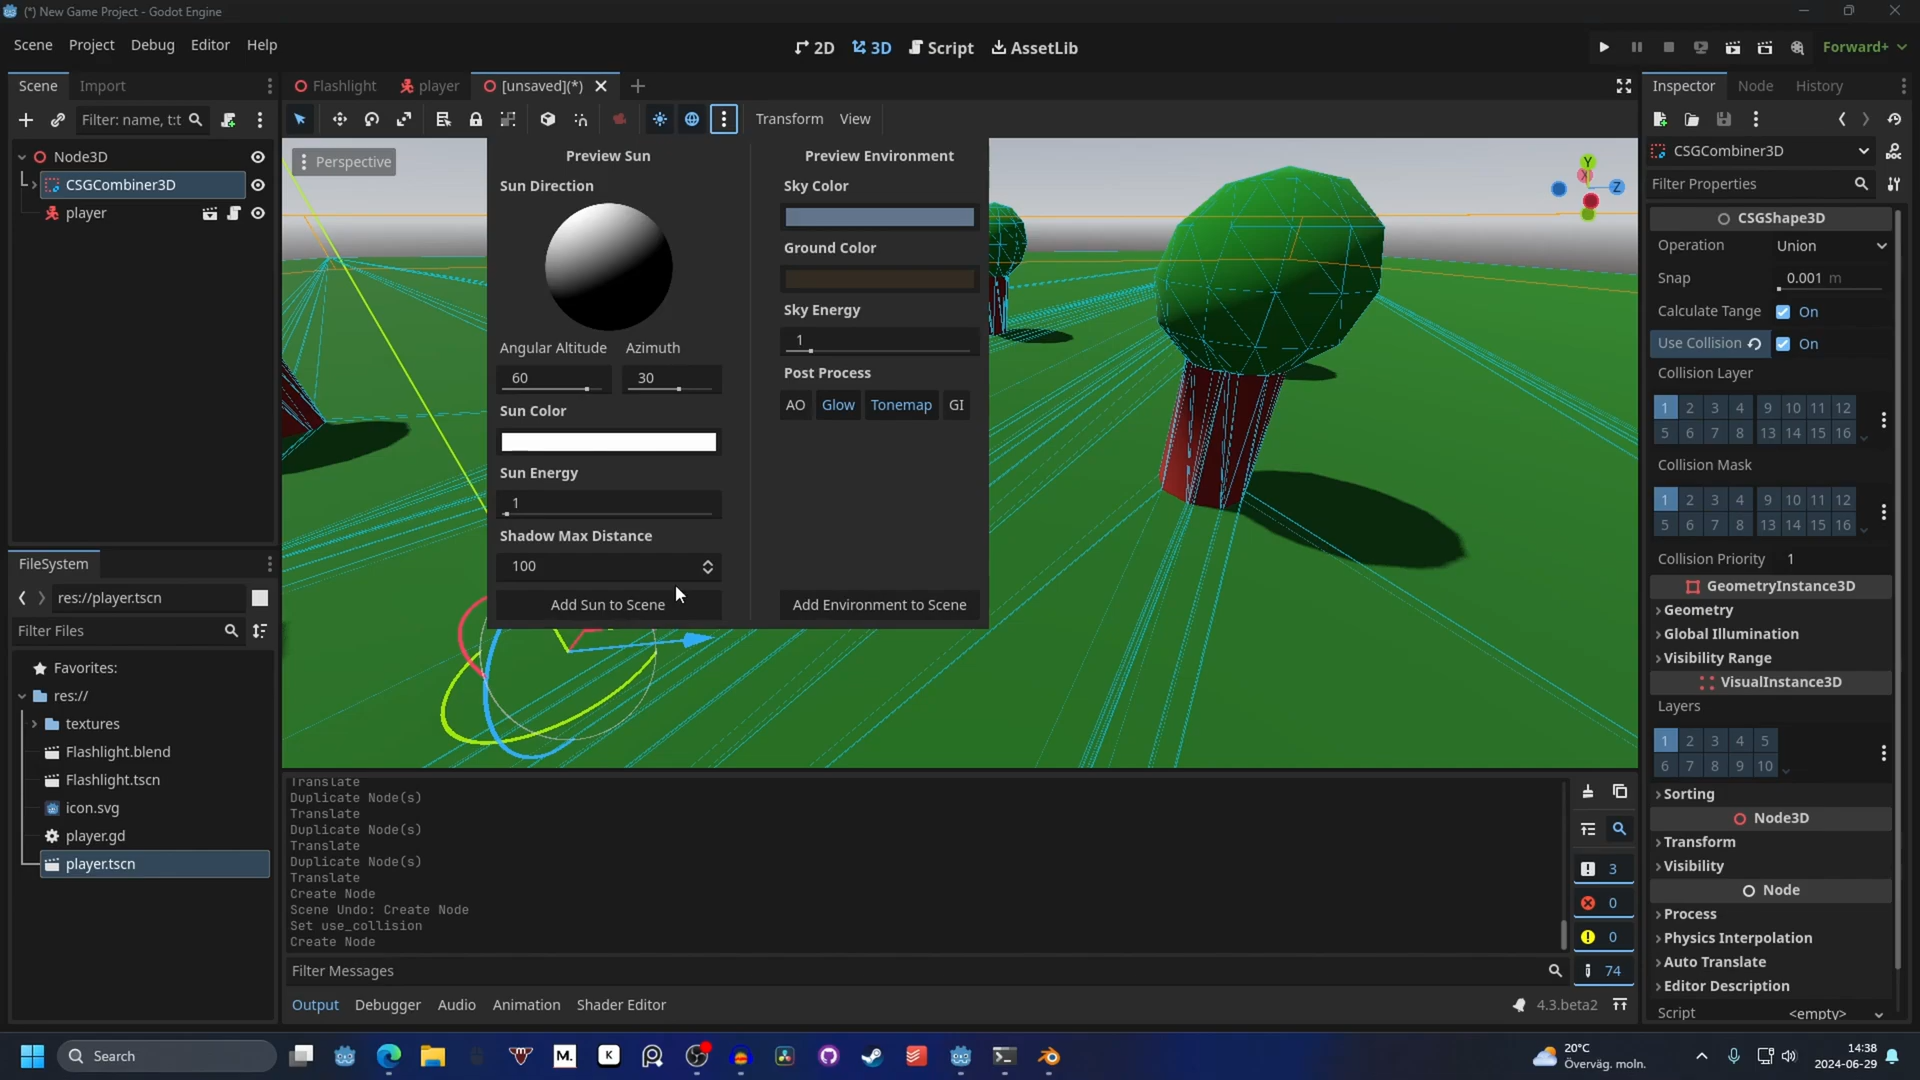 (*) New Game Project - Godot Engine
Scene Project Debug Editor Help
2D 3D Script AssetLib
Forward+
Scene Import
Flashlight player [unsaved](*)
Inspector Node History
Filter: name, t:t
Transform View
Node3D
CSGCombiner3D
player
Perspective
Preview Sun
Sun Direction
Angular Altitude Azimuth
60 30
Sun Color
Sun Energy
1
Shadow Max Distance
100
Add Sun to Scene
Preview Environment
Sky Color
Ground Color
Sky Energy
1
Post Process
AO Glow Tonemap GI
Add Environment to Scene
Y
X
Z
CSGCombiner3D
Filter Properties
CSGShape3D
Operation Union
Snap 0.001 m
Calculate Tange On
Use Collision On
Collision Layer
1 2 3 4 9 10 11 12
5 6 7 8 13 14 15 16
Collision Mask
1 2 3 4 9 10 11 12
5 6 7 8 13 14 15 16
Collision Priority 1
GeometryInstance3D
Geometry
Global Illumination
Visibility Range
VisualInstance3D
Layers
1 2 3 4 5
6 7 8 9 10
Sorting
Node3D
Transform
Visibility
Node
Process
Physics Interpolation
Auto Translate
Editor Description
Script <empty>
FileSystem
res://player.tscn
Filter Files
Favorites:
res://
textures
Flashlight.blend
Flashlight.tscn
icon.svg
player.gd
player.tscn
Translate
Duplicate Node(s)
Translate
Duplicate Node(s)
Translate
Duplicate Node(s)
Translate
Create Node
Scene Undo: Create Node
Set use_collision
Create Node
3
0
0
74
Filter Messages
Output Debugger Audio Animation Shader Editor
4.3.beta2
Search
M.
K
20°C
Överväg. moln.
14:38
2024-06-29